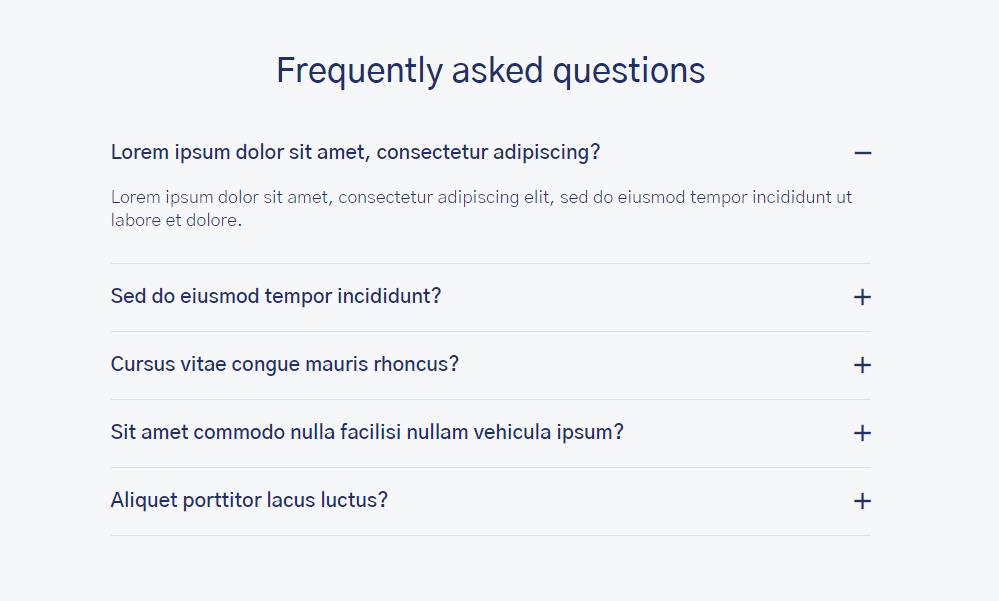 Frequently asked questions
Lorem ipsum dolor sit amet, consectetur adipiscing?
Lorem ipsum dolor sit amet, consectetur adipiscing elit, sed do eiusmod tempor incididunt ut
labore et dolore.
Sed do eiusmod tempor incididunt?
Cursus vitae congue mauris rhoncus?
Sit amet commodo nulla facilisi nullam vehicula ipsum?
Aliquet porttitor lacus luctus?